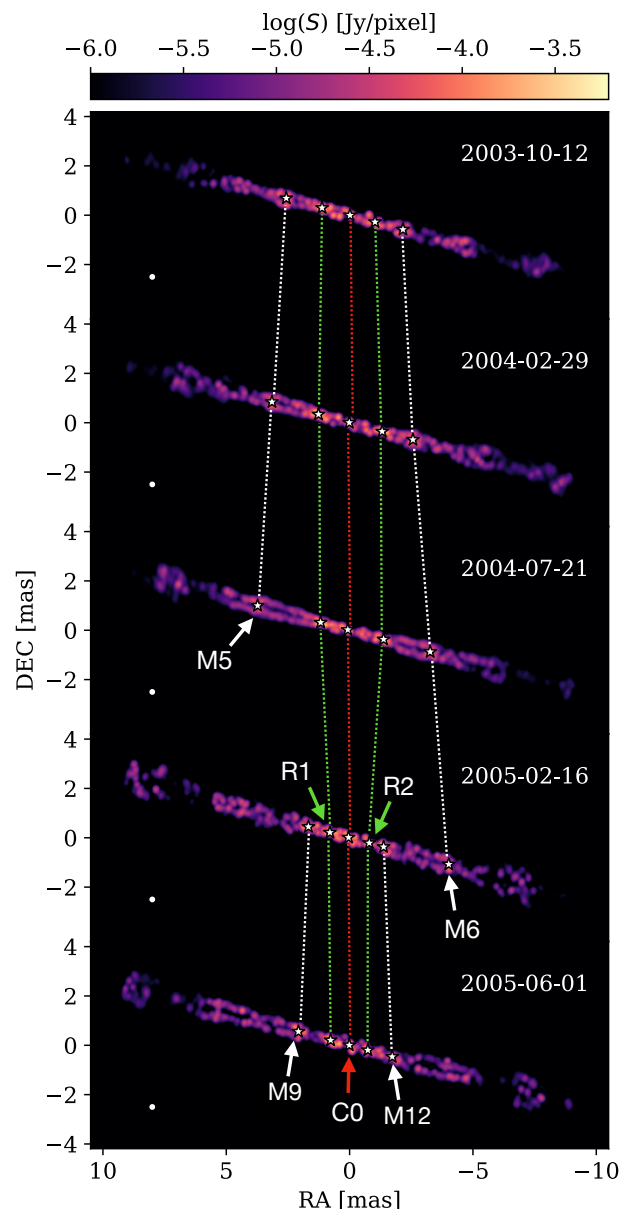 log(S) [Jy/pixel]
−6.0 −5.5 −5.0 −4.5 −4.0 −3.5
4
2003-10-12
2
0
−2
4
2004-02-29
2
0
−2
4
2004-07-21
2
0
M5
−2
4
2005-02-16
R1 R2
2
0
−2
M6
4
2005-06-01
2
0
M9 C0 M12
−2
−4
10 5 0 −5 −10
RA [mas]
DEC [mas]